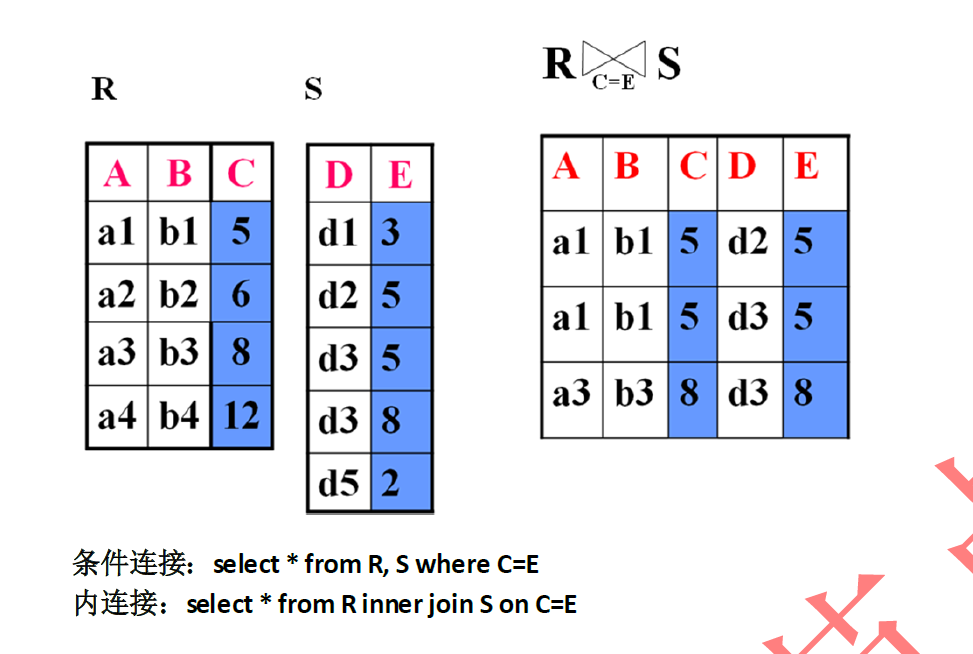 R S
R⋈S
C=E
A B C
a1 b1 5
a2 b2 6
a3 b3 8
a4 b4 12
D E
d1 3
d2 5
d3 5
d3 8
d5 2
A B C D E
a1 b1 5 d2 5
a1 b1 5 d3 5
a3 b3 8 d3 8
条件连接：select * from R, S where C=E
内连接：select * from R inner join S on C=E